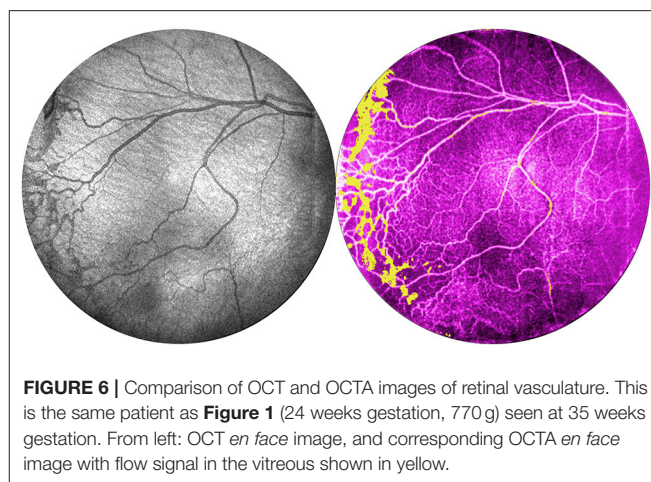 FIGURE 6 | Comparison of OCT and OCTA images of retinal vasculature. This
is the same patient as Figure 1 (24 weeks gestation, 770 g) seen at 35 weeks
gestation. From left: OCT en face image, and corresponding OCTA en face
image with flow signal in the vitreous shown in yellow.